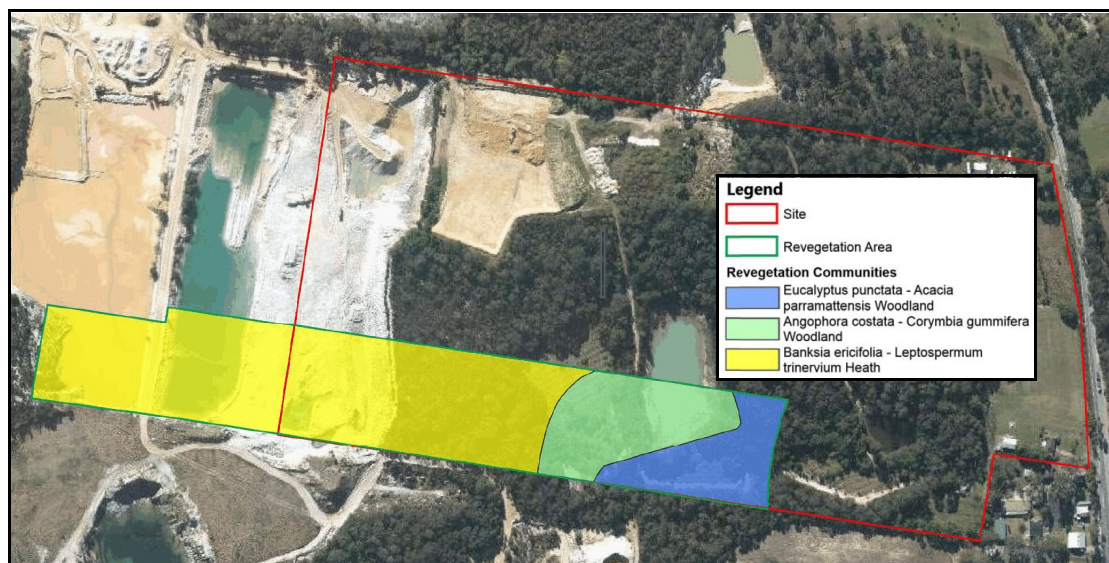 Legend
Site
Revegetation Area
Revegetation Communities
Eucalyptus punctata - Acacia
parramattensis Woodland
Angophora costata - Corymbia gummifera
Woodland
Banksia ericifolia - Leptospermum
trinervium Heath